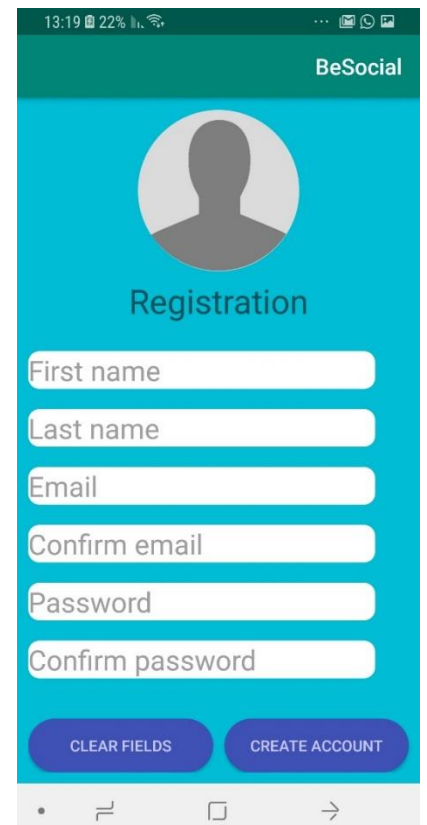 13:19 22%
BeSocial
Registration
First name
Last name
Email
Confirm email
Password
Confirm password
CLEAR FIELDS CREATE ACCOUNT